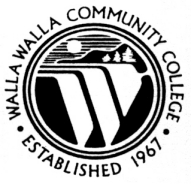 WALLA WALLA COMMUNITY COLLEGE
• ESTABLISHED 1967 •
W